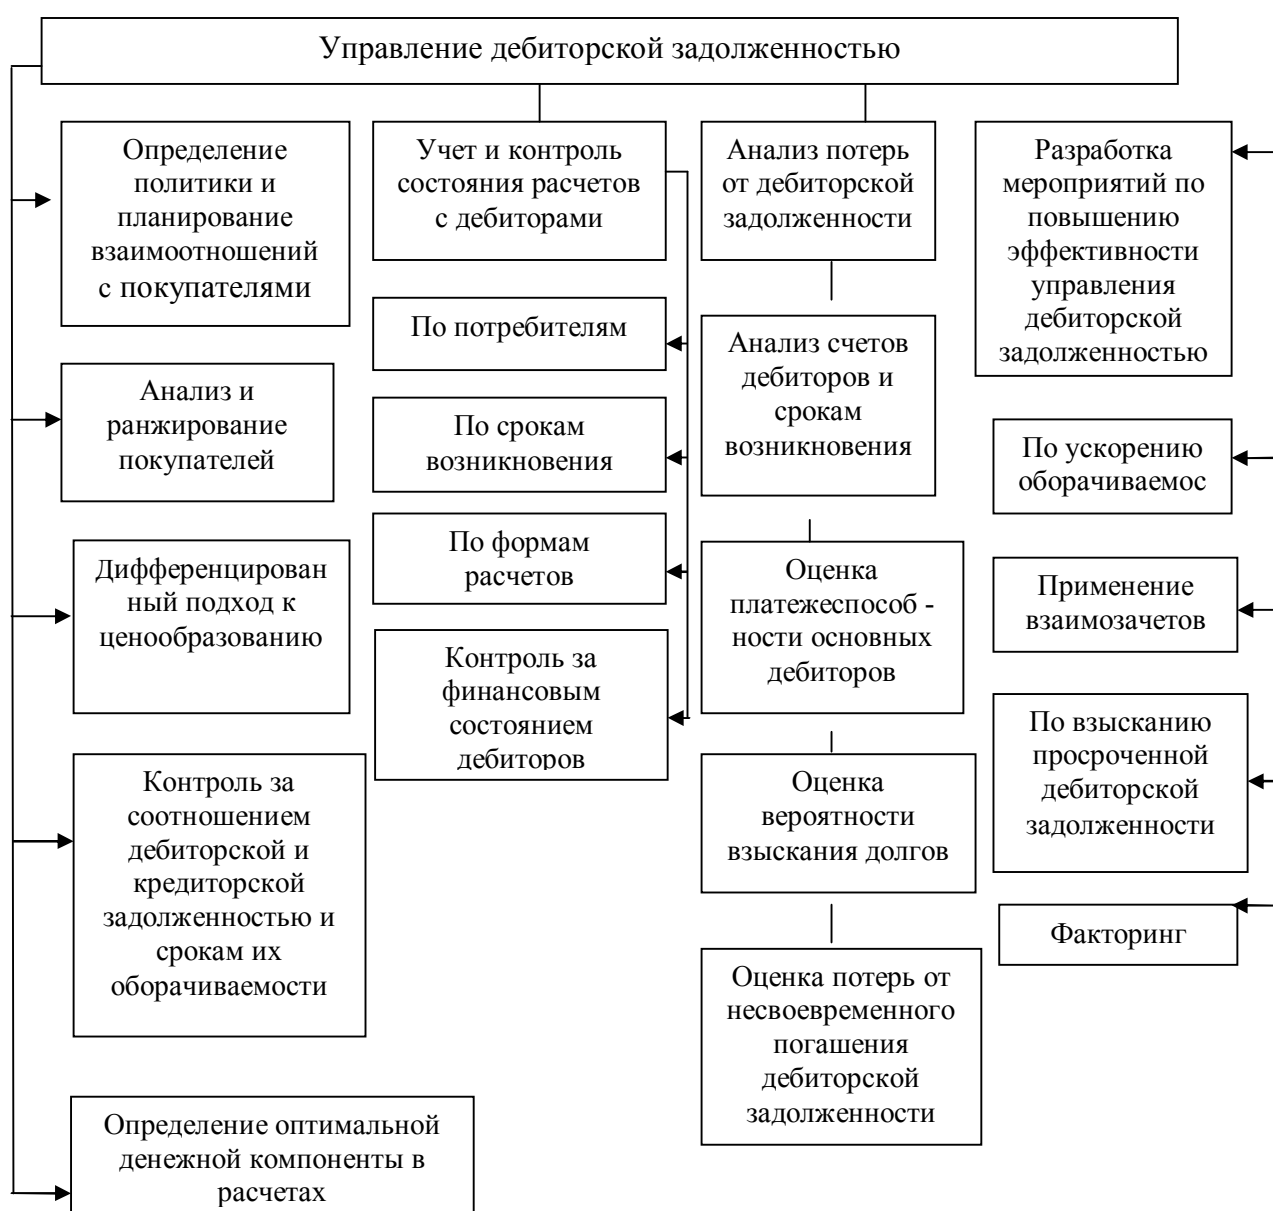 Управление дебиторской задолженностью
Определение
политики и
планирование
взаимоотношений
с покупателями
Анализ и
ранжирование
покупателей
Дифференцирован
ный подход к
ценообразованию
Контроль за
соотношением
дебиторской и
кредиторской
задолженностью и
срокам их
оборачиваемости
Определение оптимальной
денежной компоненты в
расчетах
Учет и контроль
состояния расчетов
с дебиторами
По потребителям
По срокам
возникновения
По формам
расчетов
Контроль за
финансовым
состоянием
дебиторов
Анализ потерь
от дебиторской
задолженности
Анализ счетов
дебиторов и
срокам
возникновения
Оценка
платежеспособ -
ности основных
дебиторов
Оценка
вероятности
взыскания долгов
Оценка потерь от
несвоевременного
погашения
дебиторской
задолженности
Разработка
мероприятий по
повышению
эффективности
управления
дебиторской
задолженностью
По ускорению
оборачиваемос
Применение
взаимозачетов
По взысканию
просроченной
дебиторской
задолженности
Факторинг